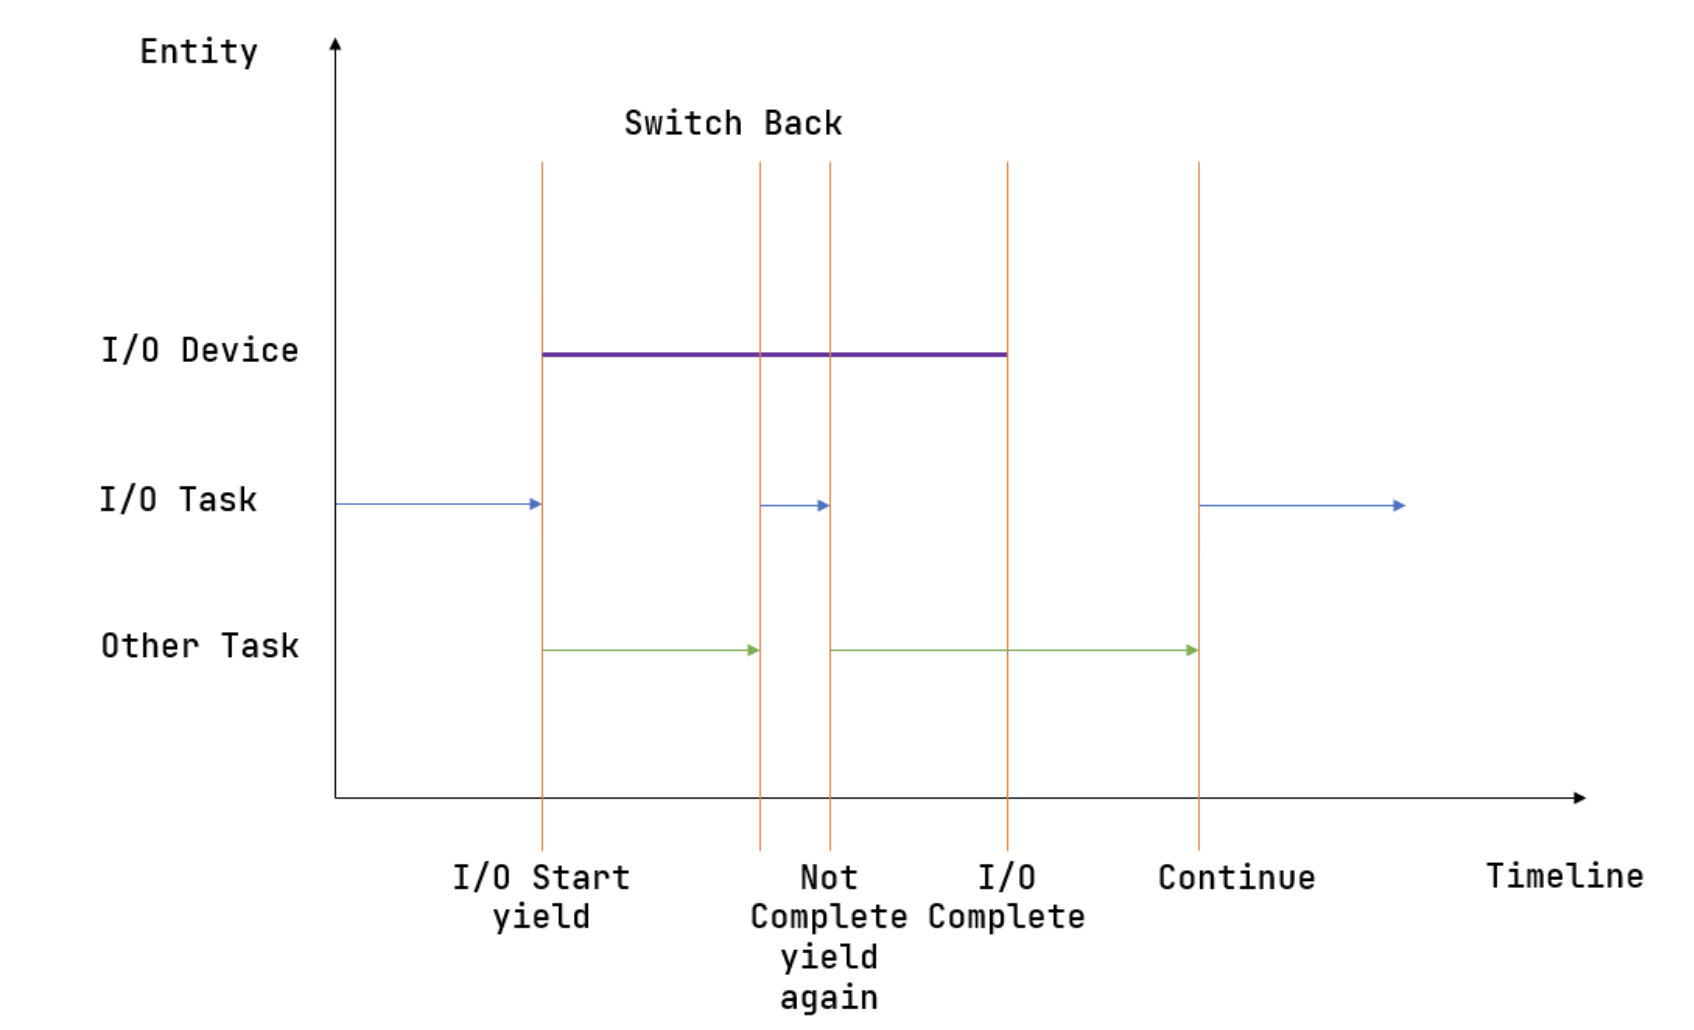 Entity
Switch Back
I/O Device
I/O Task
Other Task
I/O Start
yield
Not
Complete
yield
again
I/O
Complete
Continue
Timeline